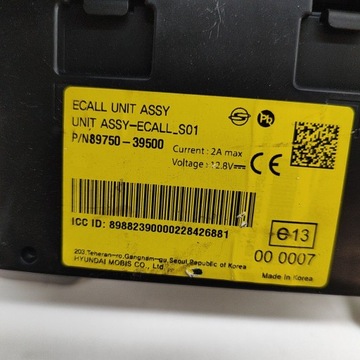 ECALL UNIT ASSY
UNIT ASSY-ECALL_S01
P/N89750-39500
Current : 2A max
Voltage : 12.8V⎓
CE
Pb
ICC ID: 89882390000228426881
e13
00 0007
203, Teheran-ro, Gangnam-gu, Seoul Republic of Korea
HYUNDAI MOBIS CO., Ltd.
Made in Korea